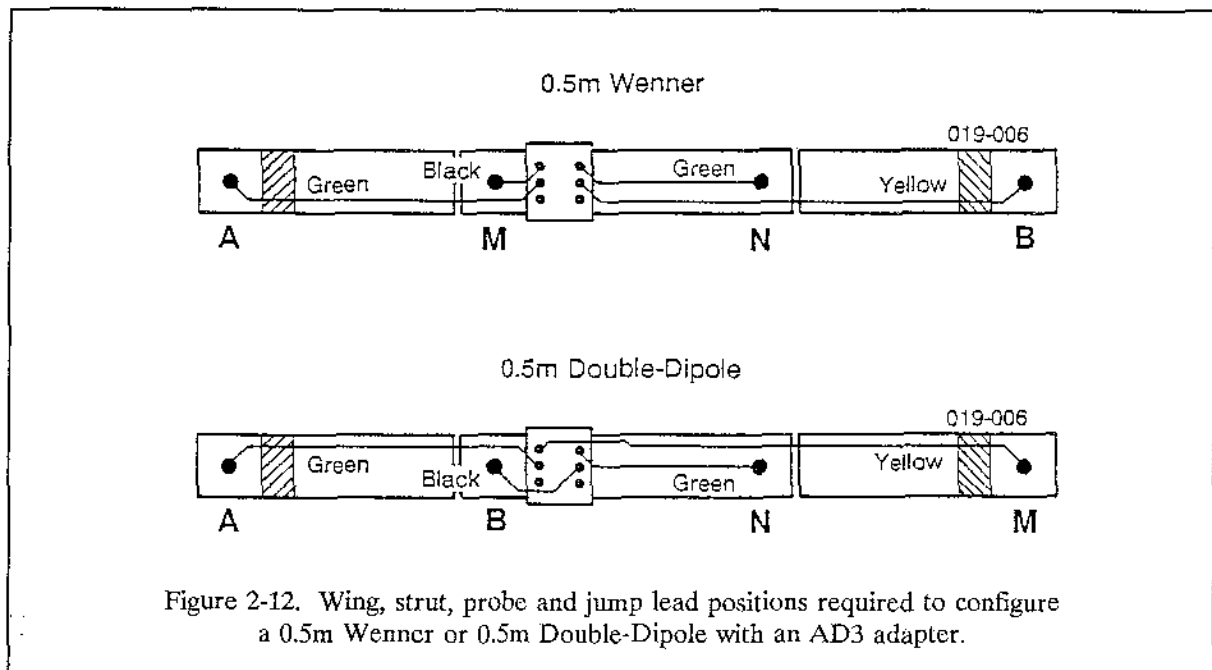 0.5m Wenner
019-006
Black
Green
Green
Yellow
A
M
N
B
0.5m Double-Dipole
019-006
Green
Black
Green
Yellow
A
B
N
M
Figure 2-12. Wing, strut, probe and jump lead positions required to configure
a 0.5m Wenner or 0.5m Double-Dipole with an AD3 adapter.